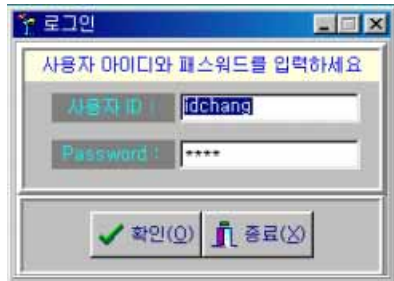 로그인
사용자 아이디와 패스워드를 입력하세요
사용자 ID : idchang
Password : ****
확인(O) 종료(X)